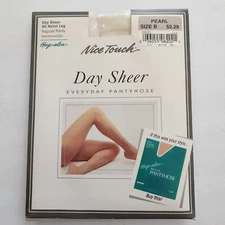 Day Sheer
All Nylon Leg
Regular Panty
Nice Touch
PEARL
SIZE B $2.29
Day Sheer
EVERYDAY PANTYHOSE
If this was your style...
PANTYHOSE
Buy this!